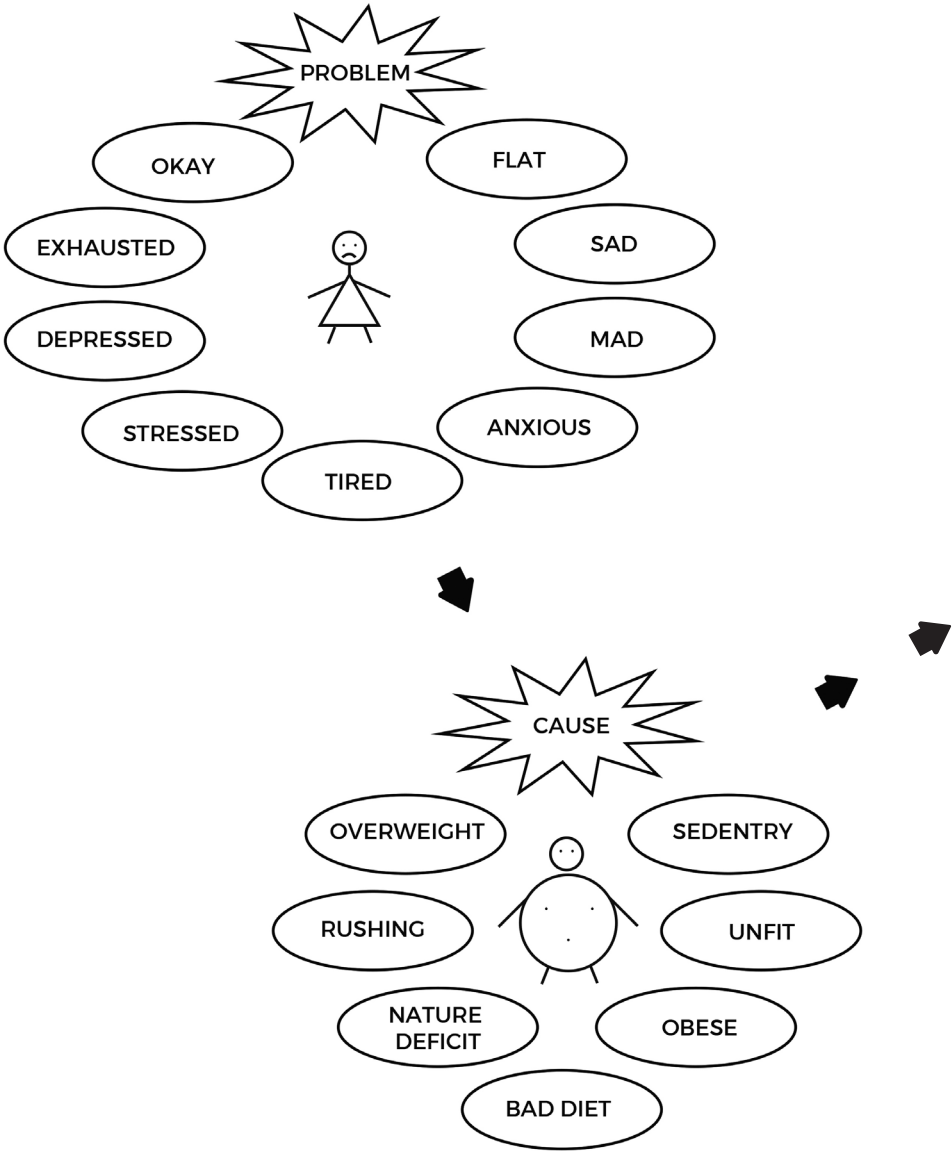 PROBLEM
OKAY
FLAT
EXHAUSTED
SAD
DEPRESSED
MAD
STRESSED
ANXIOUS
TIRED
CAUSE
OVERWEIGHT
SEDENTRY
RUSHING
UNFIT
NATURE
DEFICIT
OBESE
BAD DIET